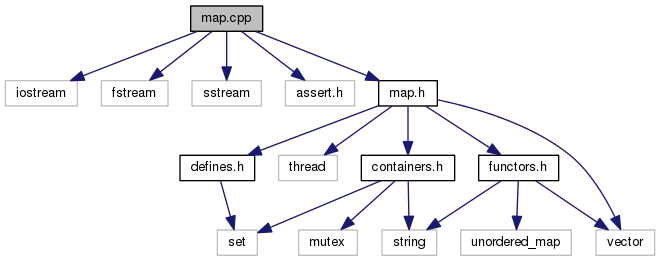 map.cpp
iostream
fstream
sstream
assert.h
map.h
defines.h
thread
containers.h
functors.h
set
mutex
string
unordered_map
vector